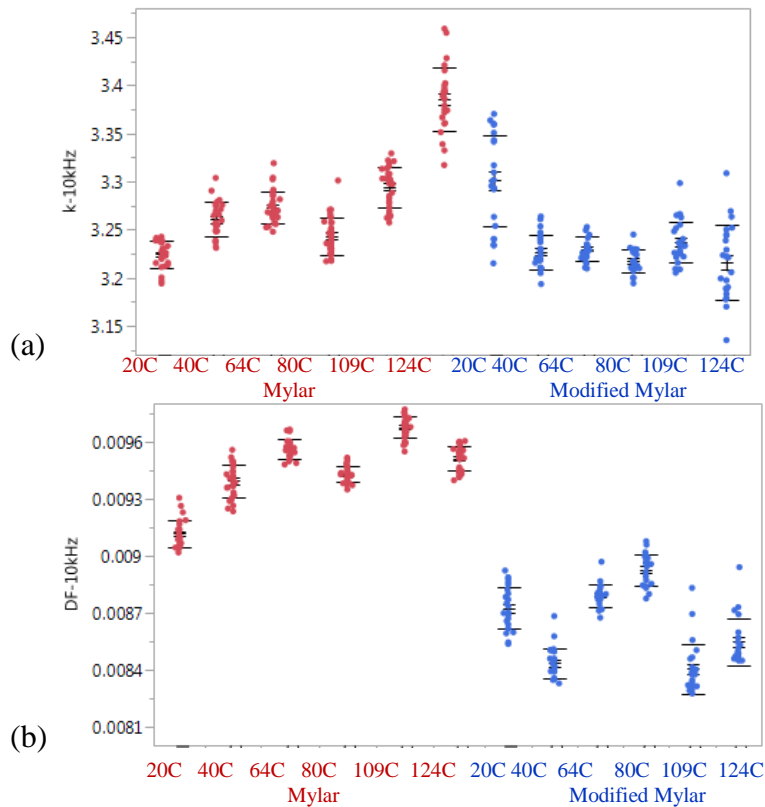 3.45
3.4
3.35
3.3
3.25
3.2
3.15
k-10kHz
(a)
20C 40C 64C 80C 109C 124C 20C 40C 64C 80C 109C 124C
Mylar Modified Mylar
0.0096
0.0093
0.009
0.0087
0.0084
0.0081
DF-10kHz
(b)
20C 40C 64C 80C 109C 124C 20C 40C 64C 80C 109C 124C
Mylar Modified Mylar